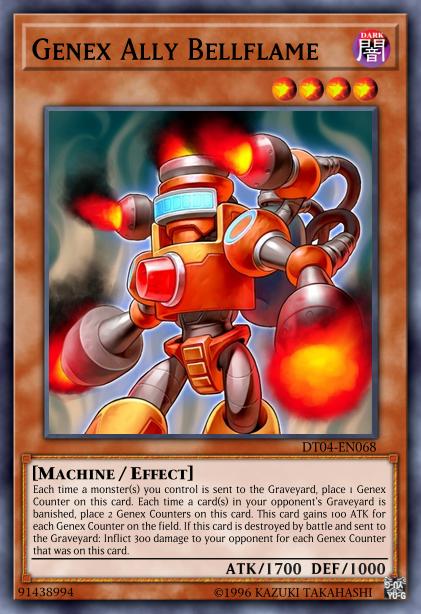 Genex Ally Bellflame
DARK
闇
DT04-EN068
[Machine / Effect]
Each time a monster(s) you control is sent to the Graveyard, place 1 Genex
Counter on this card. Each time a card(s) in your opponent's Graveyard is
banished, place 2 Genex Counters on this card. This card gains 100 ATK for
each Genex Counter on the field. If this card is destroyed by battle and sent to
the Graveyard: Inflict 300 damage to your opponent for each Genex Counter
that was on this card.
ATK/1700 DEF/1000
91438994
©1996 KAZUKI TAKAHASHI